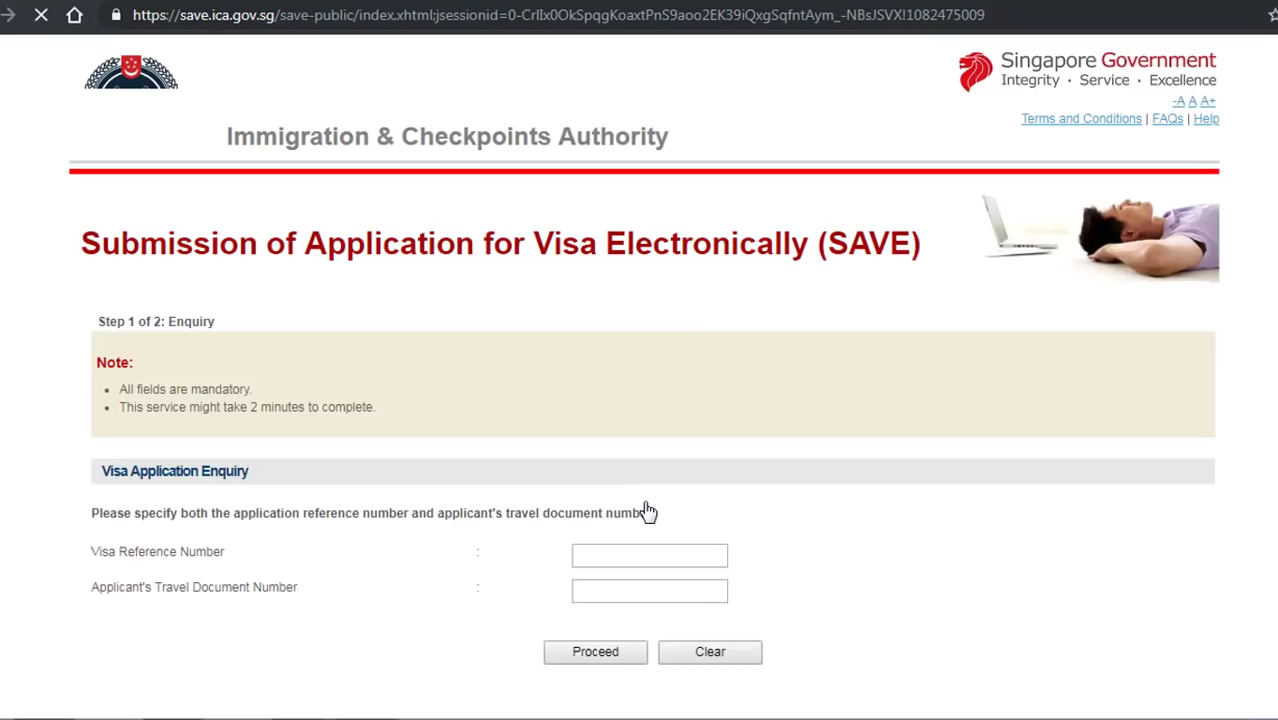 https://save.ica.gov.sg/save-public/index.xhtml;jsessionid=0-CrlIx0OkSpqgKoaxtPnS9aoo2EK39iQxgSqfntAym_-NBsJSVX!1082475009
Singapore Government
Integrity · Service · Excellence
-A A A+
Terms and Conditions | FAQs | Help
Immigration & Checkpoints Authority
Submission of Application for Visa Electronically (SAVE)
Step 1 of 2: Enquiry
Note:
• All fields are mandatory.
• This service might take 2 minutes to complete.
Visa Application Enquiry
Please specify both the application reference number and applicant's travel document
Visa Reference Number :
Applicant's Travel Document Number :
Proceed Clear